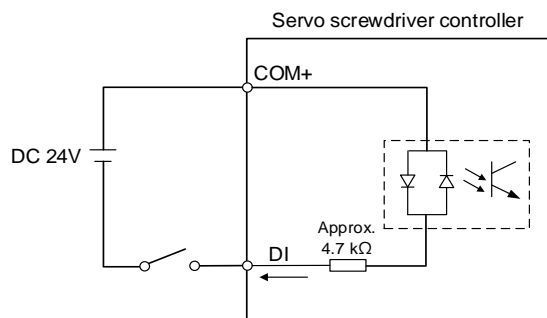 Servo screwdriver controller
COM+
DC 24V
Approx.
4.7 kΩ
DI